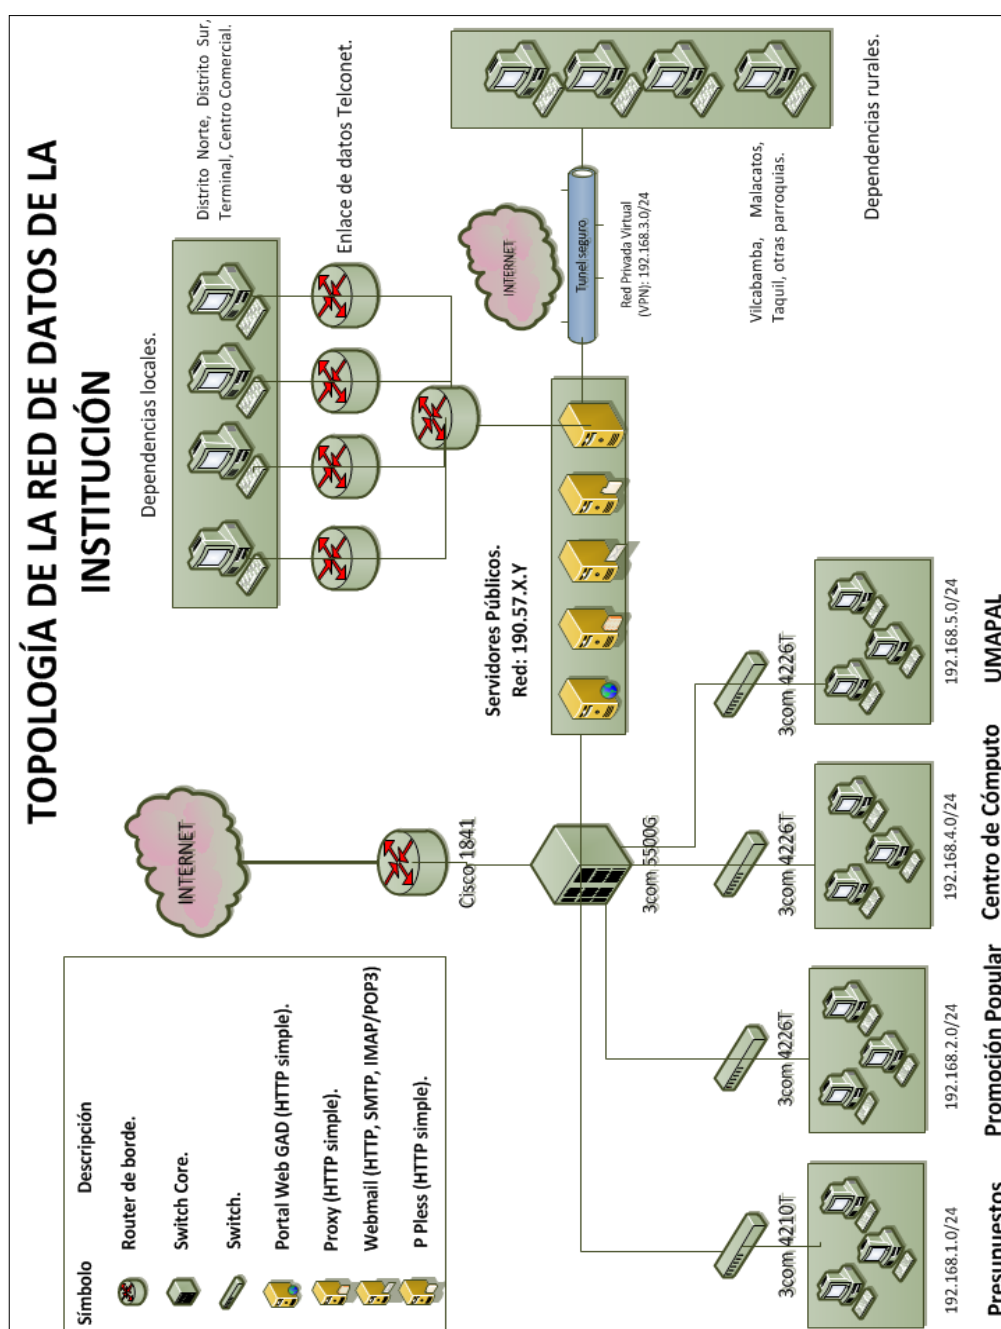 TOPOLOGÍA DE LA RED DE DATOS DE LA
INSTITUCIÓN
Símbolo
Descripción
Router de borde.
Switch Core.
Switch.
Portal Web GAD (HTTP simple).
Proxy (HTTP simple).
Webmail (HTTP, SMTP, IMAP/POP3)
P Pless (HTTP simple).
INTERNET
Cisco 1841
3com 5500G
Dependencias locales.
Distrito Norte, Distrito Sur,
Terminal, Centro Comercial.
Enlace de datos Telconet.
Servidores Públicos.
Red: 190.57.X.Y
INTERNET
Tunel seguro
Red Privada Virtual
(VPN): 192.168.3.0/24
Vilcabamba, Malacatos,
Taquil, otras parroquias.
Dependencias rurales.
3com 4210T
3com 4226T
3com 4226T
3com 4226T
192.168.1.0/24
192.168.2.0/24
192.168.4.0/24
192.168.5.0/24
Presupuestos
Promoción Popular
Centro de Cómputo
UMAPAL